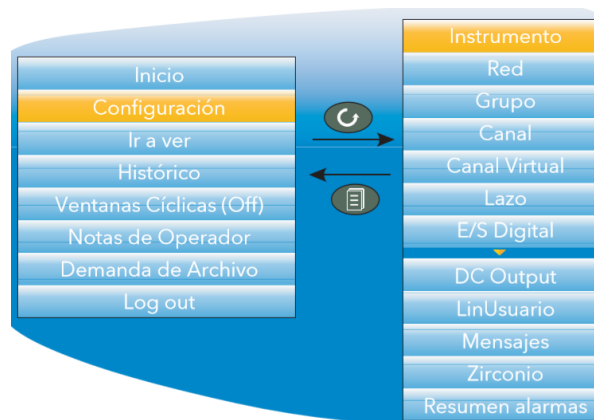 Inicio
Configuración
Ir a ver
Histórico
Ventanas Cíclicas (Off)
Notas de Operador
Demanda de Archivo
Log out
Instrumento
Red
Grupo
Canal
Canal Virtual
Lazo
E/S Digital
DC Output
LinUsuario
Mensajes
Zirconio
Resumen alarmas